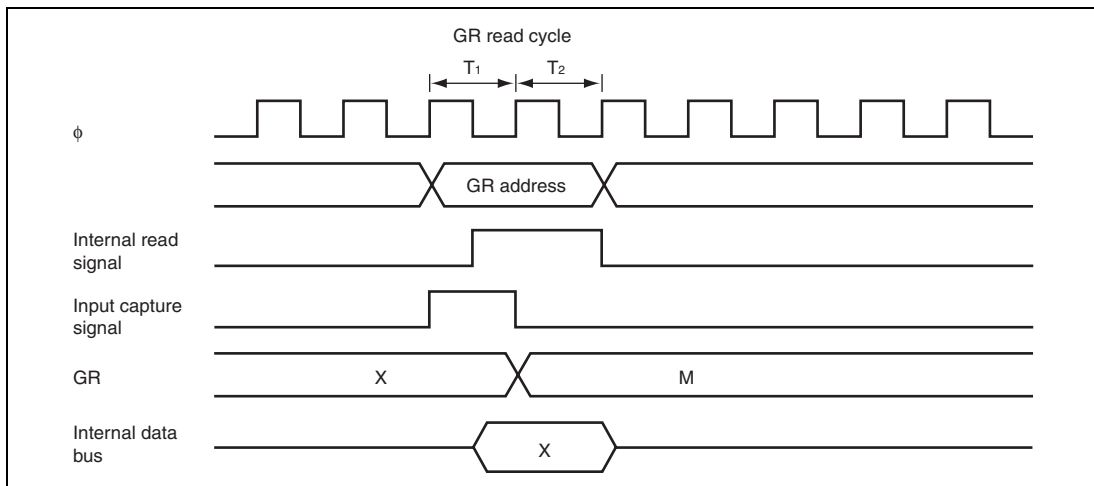 GR read cycle
T1 T2
φ
GR address
Internal read
signal
Input capture
signal
GR X M
Internal data
bus X